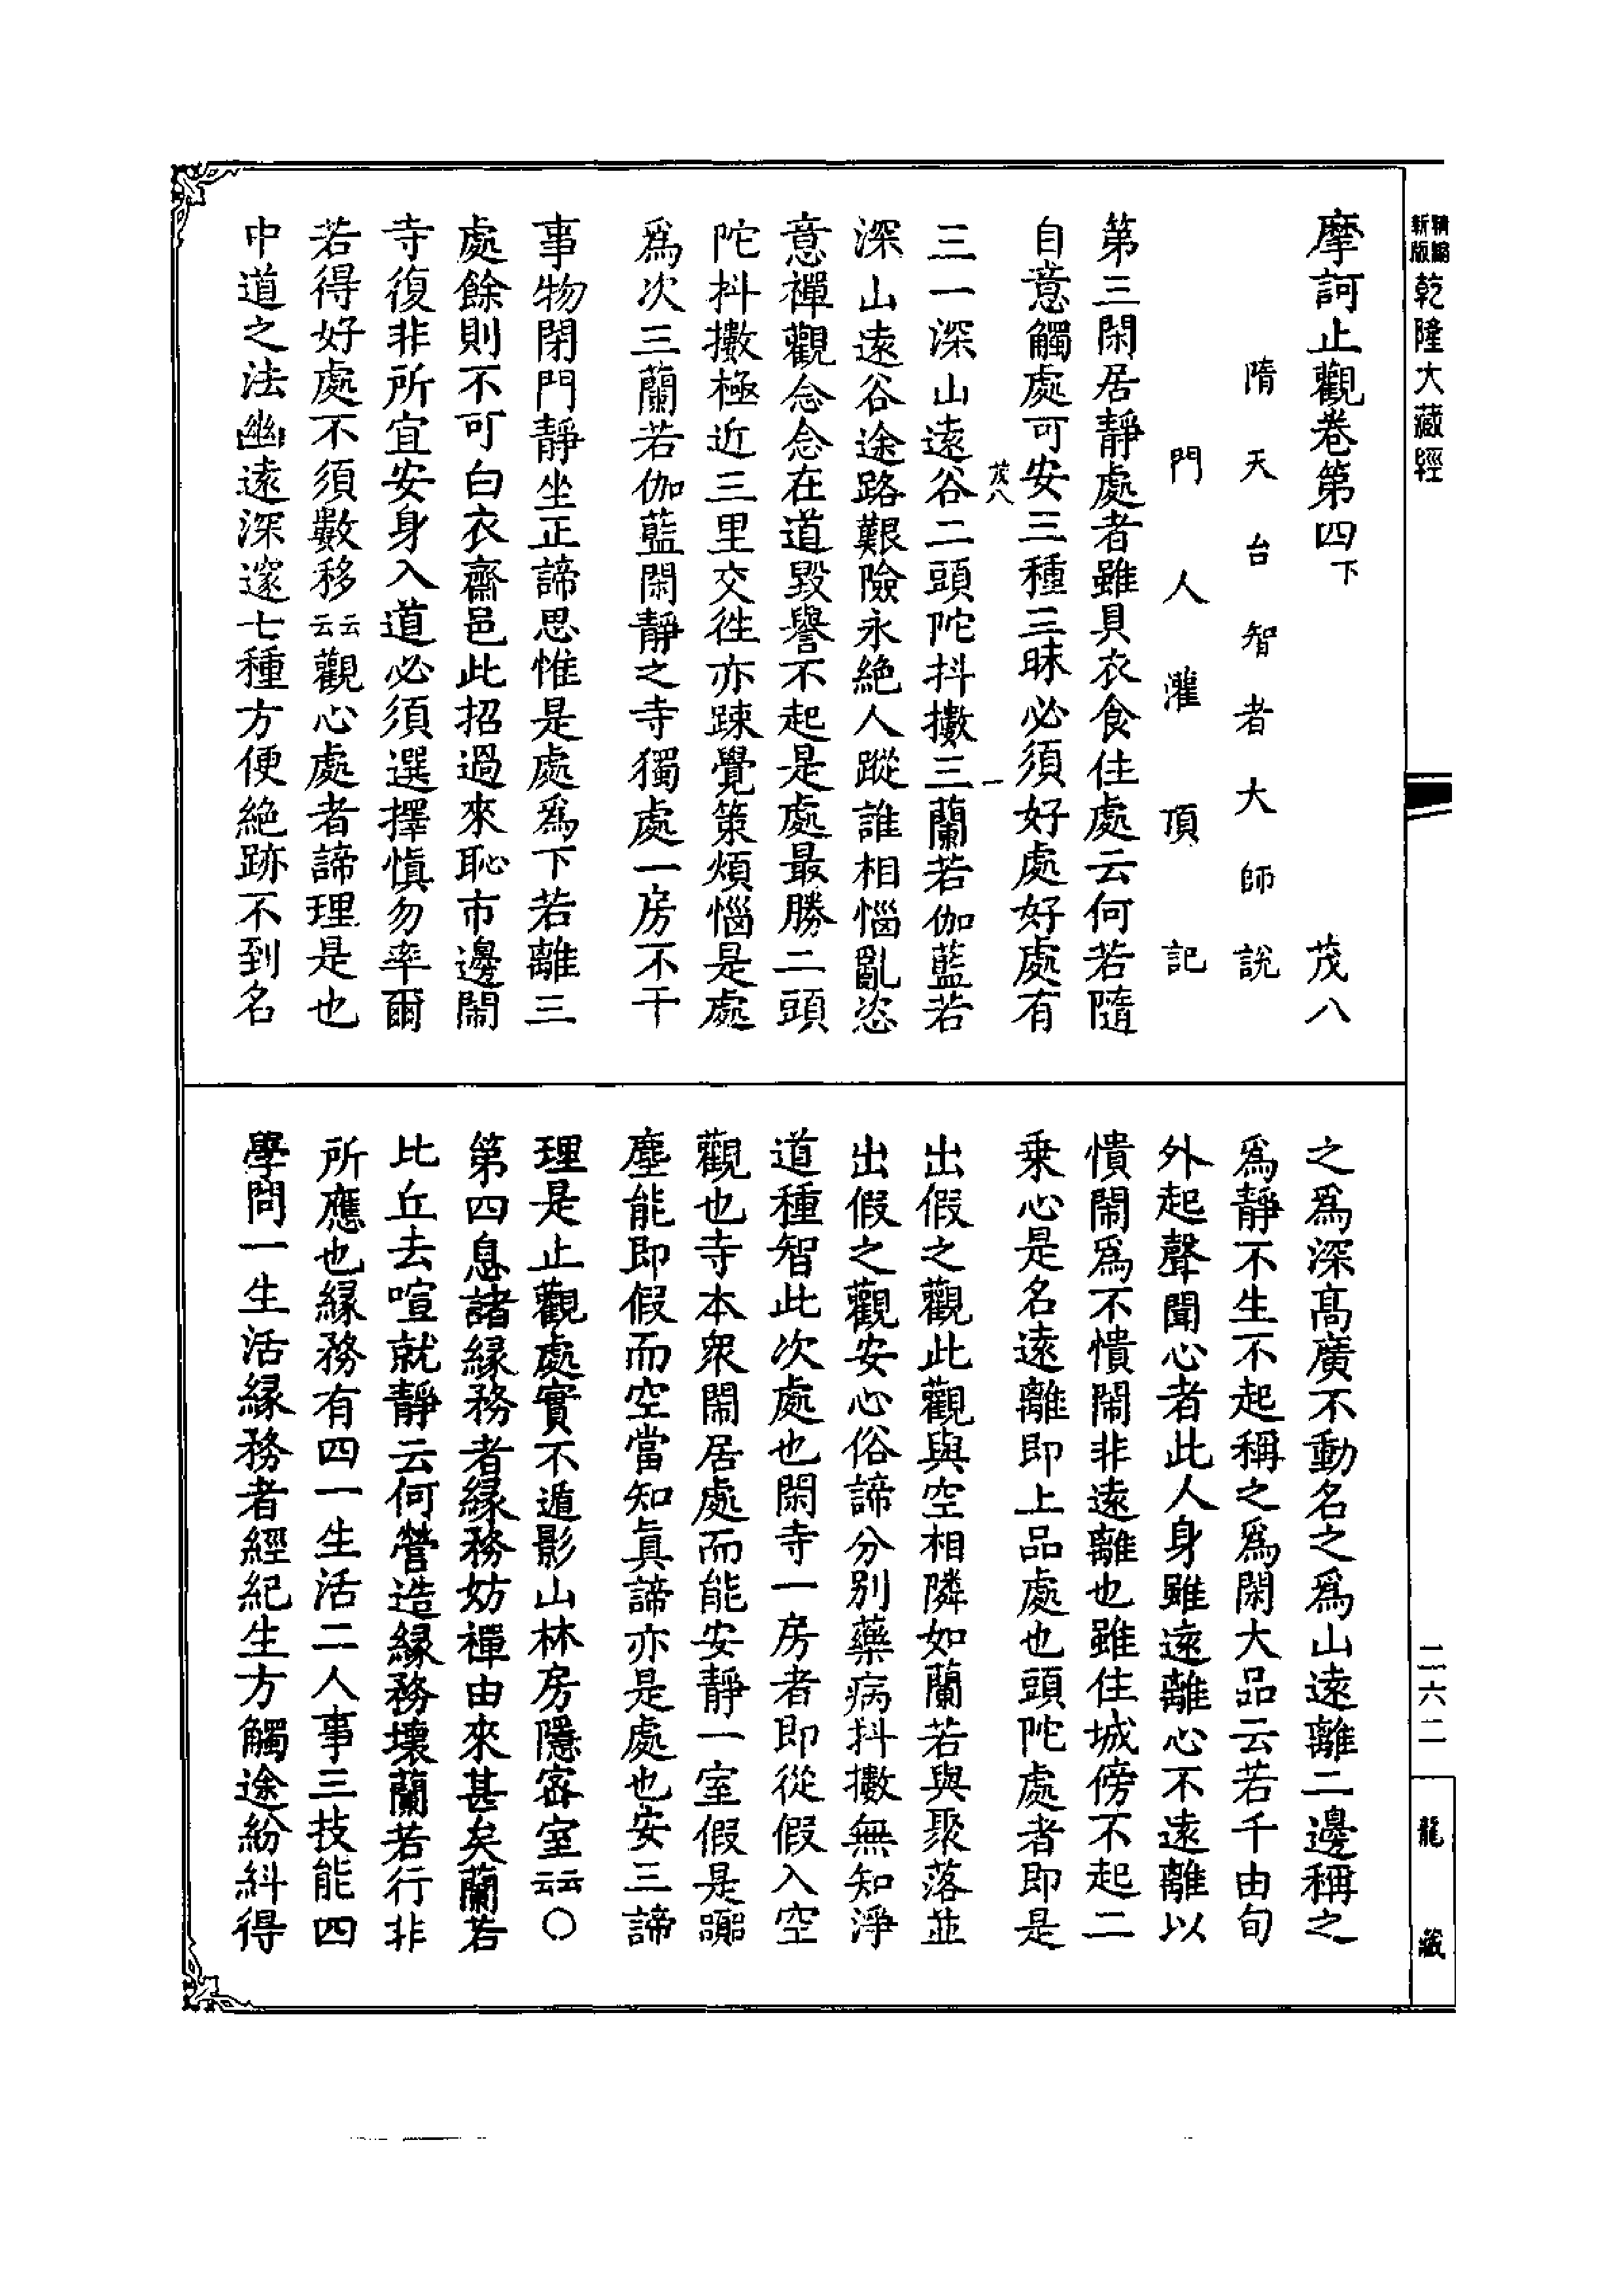 精縮新版乾隆大藏經
摩訶止觀卷第四下 茂八
隋天台智者大師說
門人灌頂記
第三閑居靜處者雖具衣食住處云何若隨
自意觸處可安三種三昧必須好處好處有
茂八 一
三一深山遠谷二頭陀抖擻三蘭若伽藍若
深山遠谷途路艱險永絕人蹤誰相惱亂恣
意禪觀念念在道毀譽不起是處最勝二頭
陀抖擻極近三里交徃亦踈覺策煩惱是處
爲次三蘭若伽藍閑靜之寺獨處一房不干
事物閉門靜坐正諦思惟是處爲下若離三
處餘則不可白衣齋邑此招過來恥市邊閙
寺復非所宜安身入道必須選擇愼勿率爾
若得好處不須數移云云觀心處者諦理是也
中道之法幽遠深邃七種方便絕跡不到名
之爲深髙廣不動名之爲山遠離二邊稱之
爲靜不生不起稱之爲閑大品云若千由旬
外起聲聞心者此人身雖遠離心不遠離以
憒閙爲不憒閙非遠離也雖住城傍不起二
乗心是名遠離即上品處也頭陀處者即是
出假之觀此觀與空相隣如蘭若與聚落並
出假之觀安心俗諦分別藥病抖擻無知淨
道種智此次處也閑寺一房者即從假入空
觀也寺本衆閙居處而能安靜一室假是囂
塵能即假而空當知眞諦亦是處也安三諦
理是止觀處實不遁影山林房隱密室云云○
第四息諸縁務者縁務妨禪由來甚矣蘭若
比丘去喧就靜云何營造縁務壞蘭若行非
所應也縁務有四一生活二人事三技能四
學問一生活縁務者經紀生方觸途紛糾得
二六二
龍藏